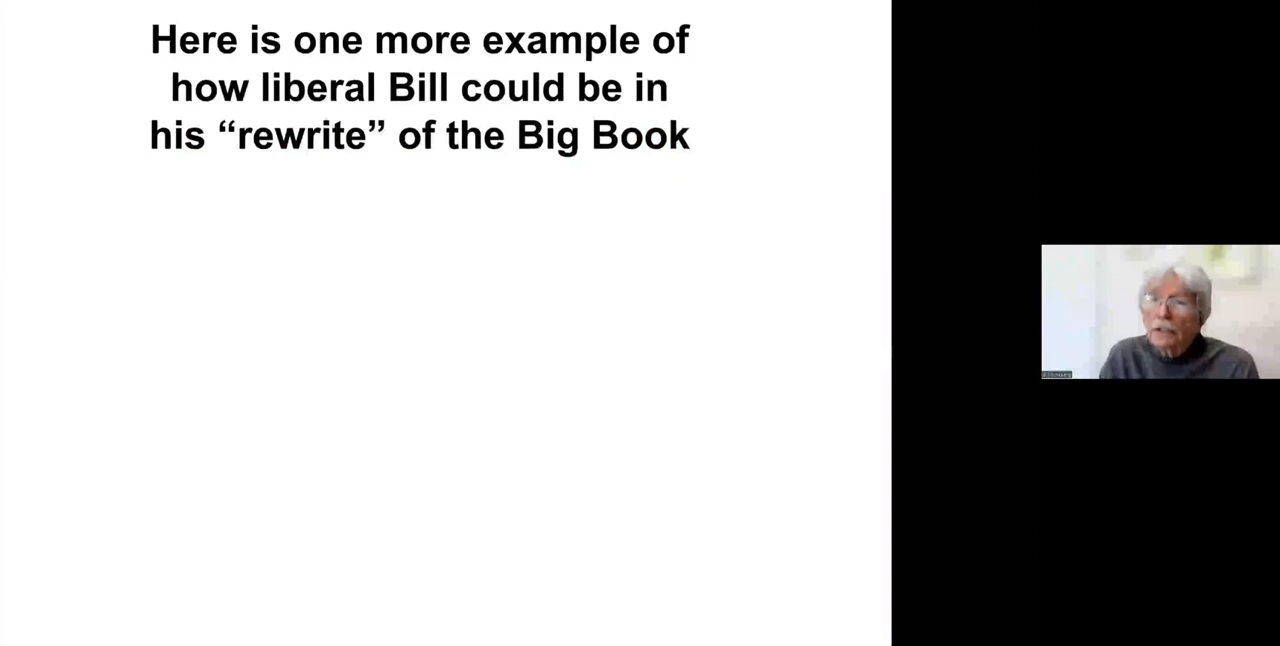 Here is one more example of
how liberal Bill could be in
his “rewrite” of the Big Book